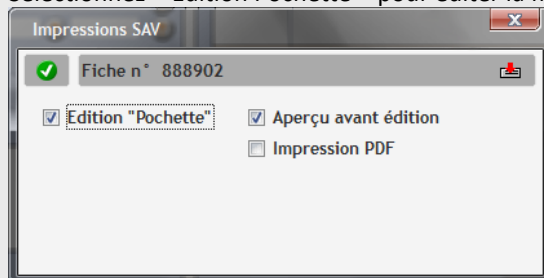 Impressions SAV
Fiche n° 888902
Edition "Pochette"
Aperçu avant édition
Impression PDF